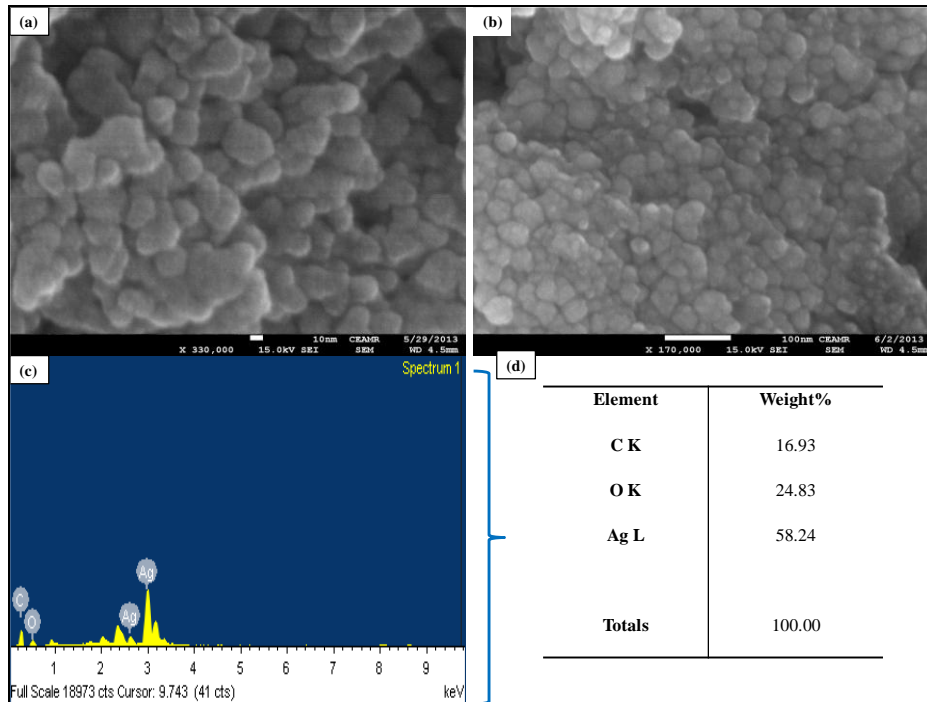 (a)
10nm CEAMR 5/29/2013
X 330,000 15.0kV SEI SEM WD 4.5mm
(b)
100nm CEAMR 6/2/2013
X 170,000 15.0kV SEI SEM WD 4.5mm
(c)
Spectrum 1
C
O
Ag
Ag
1 2 3 4 5 6 7 8 9
Full Scale 18973 cts Cursor: 9.743 (41 cts) keV
(d)
Element Weight%
C K 16.93
O K 24.83
Ag L 58.24
Totals 100.00